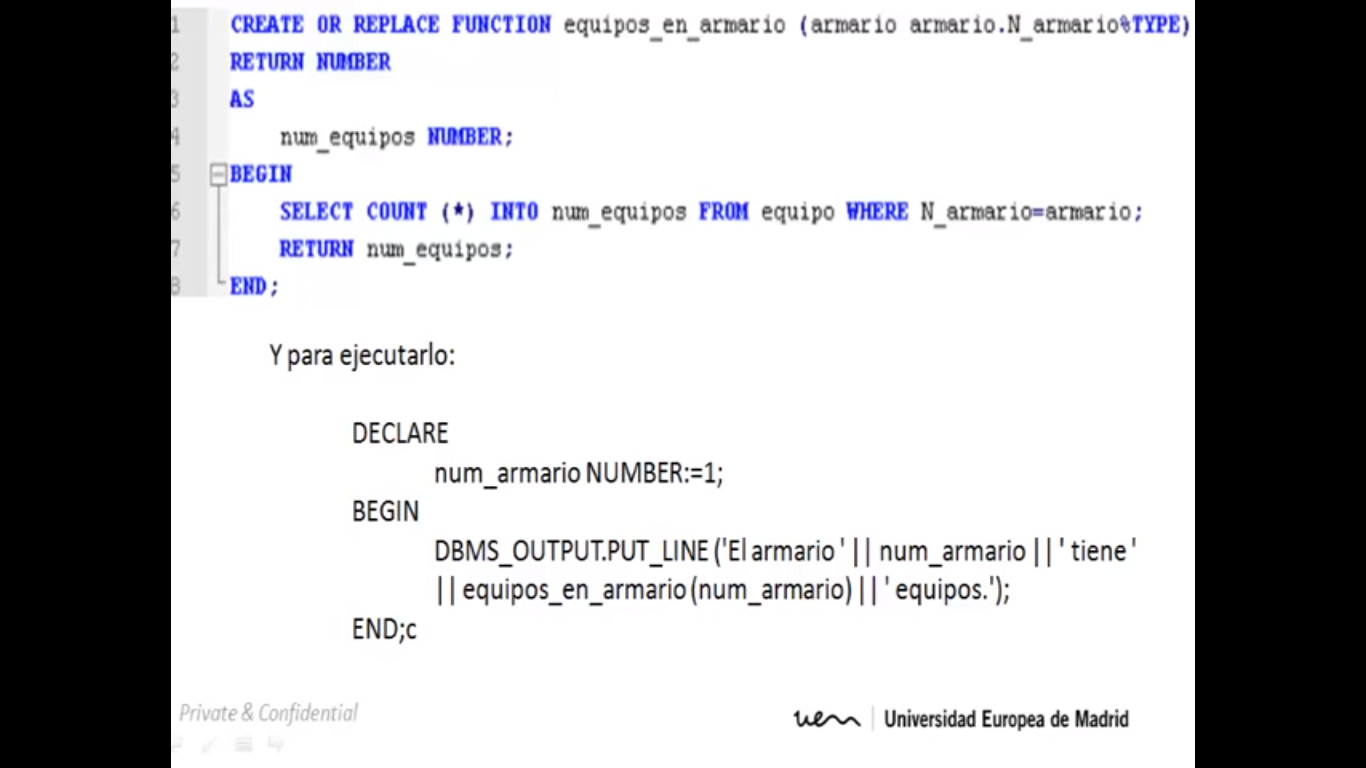 1 CREATE OR REPLACE FUNCTION equipos_en_armario (armario armario.N_armario%TYPE)
2 RETURN NUMBER
3 AS
4 num_equipos NUMBER;
5 BEGIN
6 SELECT COUNT (*) INTO num_equipos FROM equipo WHERE N_armario=armario;
7 RETURN num_equipos;
8 END;
Y para ejecutarlo:
DECLARE
num_armario NUMBER:=1;
BEGIN
DBMS_OUTPUT.PUT_LINE ('El armario ' || num_armario || ' tiene '
|| equipos_en_armario (num_armario) || ' equipos.');
END;c
Private & Confidential
uem Universidad Europea de Madrid